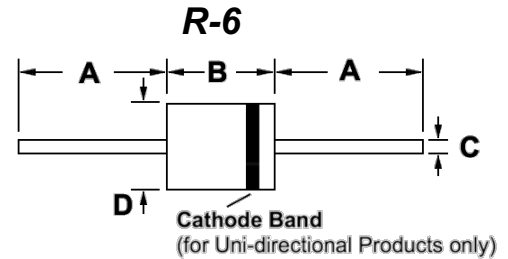 R-6
A B A
C
D
Cathode Band
(for Uni-directional Products only)